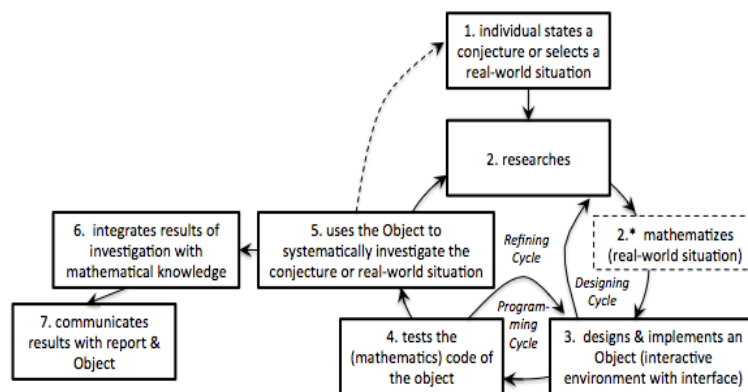 1. individual states a
conjecture or selects a
real-world situation
2. researches
2.* mathematizes
(real-world situation)
6. integrates results of
investigation with
mathematical knowledge
5. uses the Object to
systematically investigate the
conjecture or real-world situation
Refining
Cycle
Designing
Cycle
Program-
ming
Cycle
7. communicates
results with report &
Object
4. tests the
(mathematics) code of
the object
3. designs & implements an
Object (interactive
environment with interface)